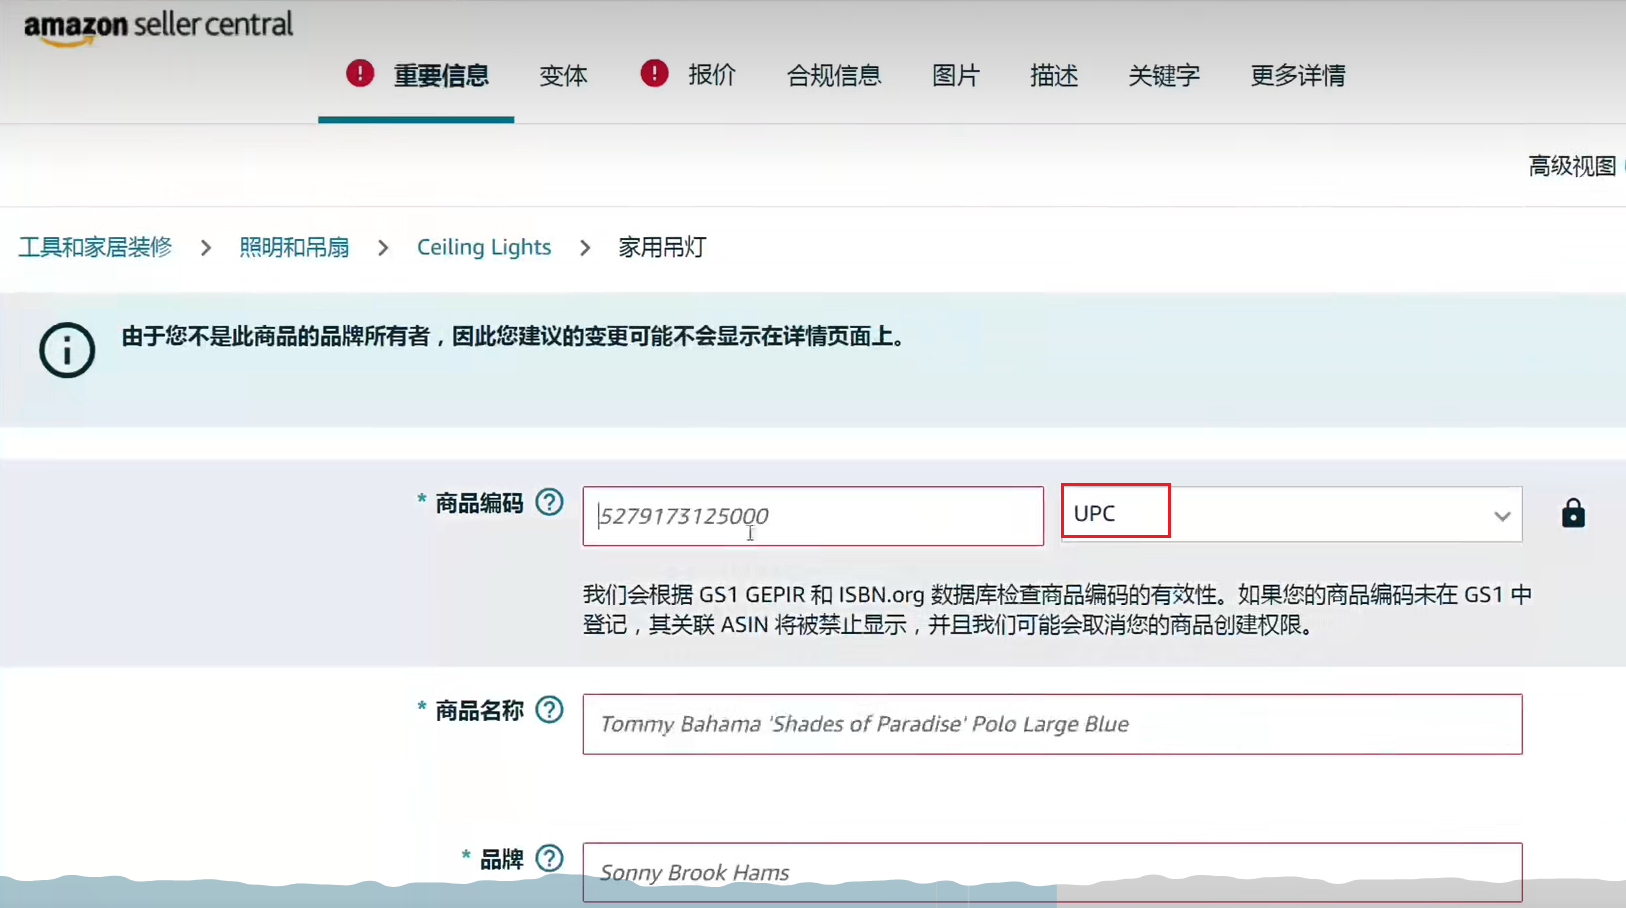 amazon seller central
重要信息 变体 报价 合规信息 图片 描述 关键字 更多详情
高级视图
工具和家居装修 > 照明和吊扇 > Ceiling Lights > 家用吊灯
由于您不是此商品的品牌所有者，因此您建议的变更可能不会显示在详情页面上。
* 商品编码 5279173125000 UPC
我们会根据 GS1 GEPIR 和 ISBN.org 数据库检查商品编码的有效性。如果您的商品编码未在 GS1 中
登记，其关联 ASIN 将被禁止显示，并且我们可能会取消您的商品创建权限。
* 商品名称 Tommy Bahama 'Shades of Paradise' Polo Large Blue
* 品牌 Sonny Brook Hams